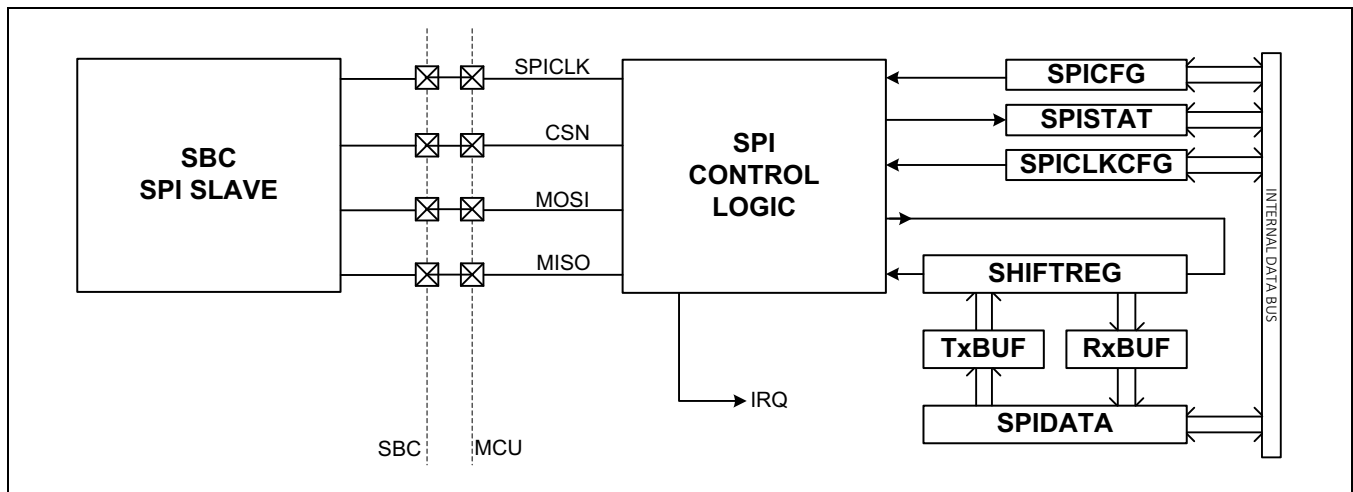 SBC
SPI SLAVE
SPICLK
CSN
MOSI
MISO
SBC
MCU
SPI
CONTROL
LOGIC
IRQ
SPICFG
SPISTAT
SPICLKCFG
SHIFTREG
TxBUF
RxBUF
SPIDATA
INTERNAL DATA BUS